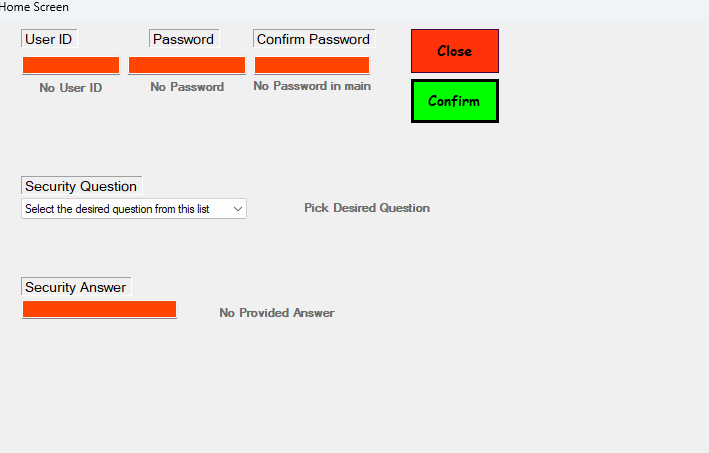 Home Screen
User ID
Password
Confirm Password
Close
No User ID
No Password
No Password in main
Confirm
Security Question
Select the desired question from this list
Pick Desired Question
Security Answer
No Provided Answer